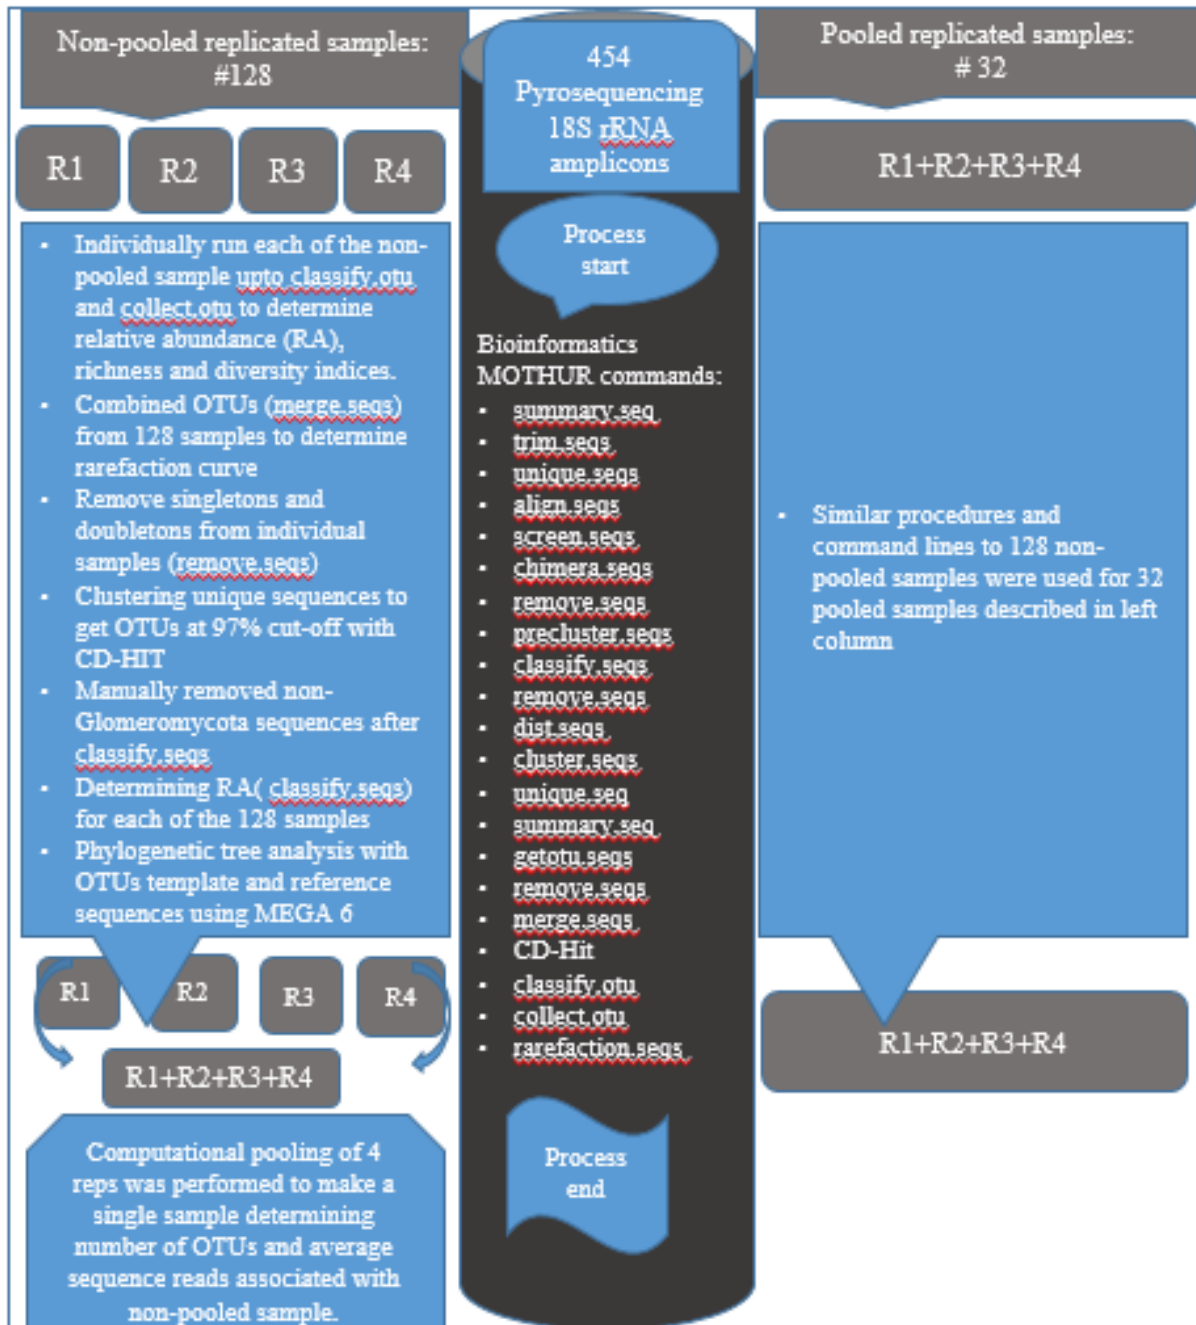 Non-pooled replicated samples:
#128
R1
R2
R3
R4
• Individually run each of the non-
pooled sample upto classify.otu
and collect.otu to determine
relative abundance (RA),
richness and diversity indices.
• Combined OTUs (merge.seqs)
from 128 samples to determine
rarefaction curve
• Remove singletons and
doubletons from individual
samples (remove.seqs)
• Clustering unique sequences to
get OTUs at 97% cut-off with
CD-HIT
• Manually removed non-
Glomeromycota sequences after
classify.seqs
• Determining RA( classify.seqs)
for each of the 128 samples
• Phylogenetic tree analysis with
OTUs template and reference
sequences using MEGA 6
R1
R2
R3
R4
R1+R2+R3+R4
Computational pooling of 4
reps was performed to make a
single sample determining
number of OTUs and average
sequence reads associated with
non-pooled sample.
454
Pyrosequencing
18S rRNA
amplicons
Process
start
Bioinformatics
MOTHUR commands:
• summary.seq
• trim.seqs
• unique.seqs
• align.seqs
• screen.seqs
• chimera.seqs
• remove.seqs
• precluster.seqs
• classify.seqs
• remove.seqs
• dist.seqs
• cluster.seqs
• unique.seq
• summary.seq
• getotu.seqs
• remove.seqs
• merge.seqs
• CD-Hit
• classify.otu
• collect.otu
• rarefaction.seqs
Process
end
Pooled replicated samples:
# 32
R1+R2+R3+R4
• Similar procedures and
command lines to 128 non-
pooled samples were used for 32
pooled samples described in left
column
R1+R2+R3+R4